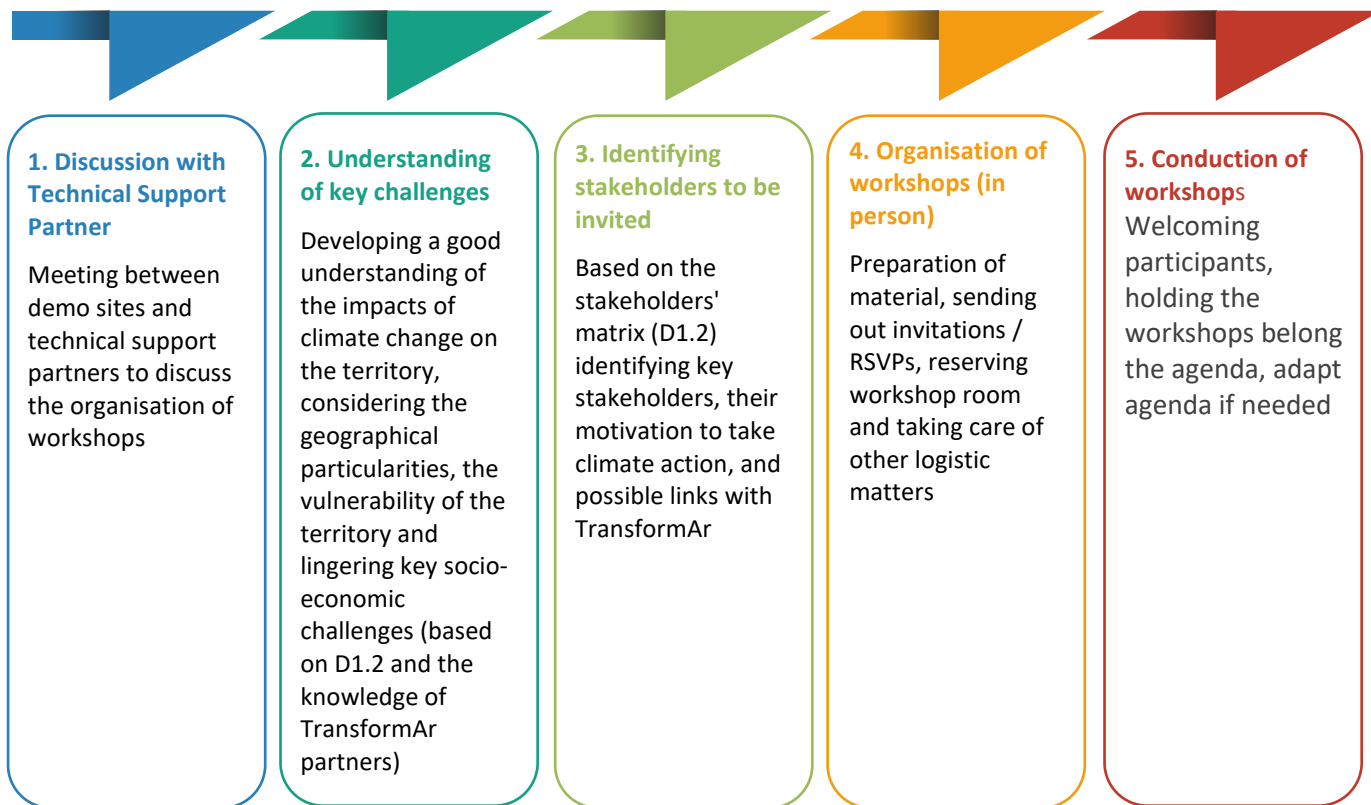 1. Discussion with
Technical Support
Partner
Meeting between
demo sites and
technical support
partners to discuss
the organisation of
workshops
2. Understanding
of key challenges
Developing a good
understanding of
the impacts of
climate change on
the territory,
considering the
geographical
particularities, the
vulnerability of the
territory and
lingering key socio-
economic
challenges (based
on D1.2 and the
knowledge of
TransformAr
partners)
3. Identifying
stakeholders to be
invited
Based on the
stakeholders'
matrix (D1.2)
identifying key
stakeholders, their
motivation to take
climate action, and
possible links with
TransformAr
4. Organisation of
workshops (in
person)
Preparation of
material, sending
out invitations /
RSVPs, reserving
workshop room
and taking care of
other logistic
matters
5. Conduction of
workshops
Welcoming
participants,
holding the
workshops belong
the agenda, adapt
agenda if needed